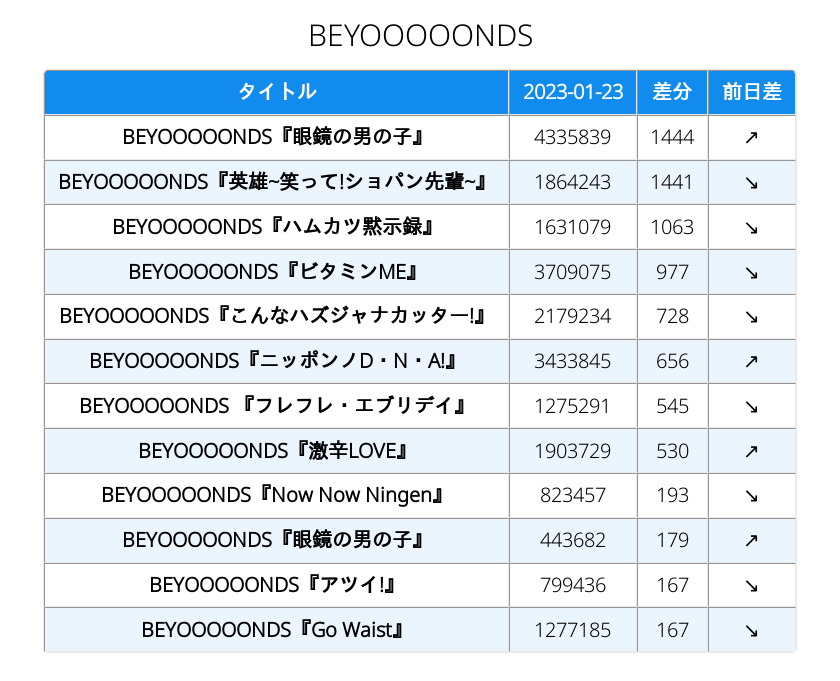 BEYOOOOONDS
タイトル 2023-01-23 差分 前日差
BEYOOOOONDS『眼鏡の男の子』 4335839 1444 ↗
BEYOOOOONDS『英雄~笑って!ショパン先輩~』 1864243 1441 ↘
BEYOOOOONDS『ハムカツ黙示録』 1631079 1063 ↘
BEYOOOOONDS『ビタミンME』 3709075 977 ↘
BEYOOOOONDS『こんなハズジャナカッター!』 2179234 728 ↘
BEYOOOOONDS『ニッポンノD・N・A!』 3433845 656 ↗
BEYOOOOONDS 『フレフレ・エブリデイ』 1275291 545 ↘
BEYOOOOONDS『激辛LOVE』 1903729 530 ↗
BEYOOOOONDS『Now Now Ningen』 823457 193 ↘
BEYOOOOONDS『眼鏡の男の子』 443682 179 ↗
BEYOOOOONDS『アツイ!』 799436 167 ↘
BEYOOOOONDS『Go Waist』 1277185 167 ↘